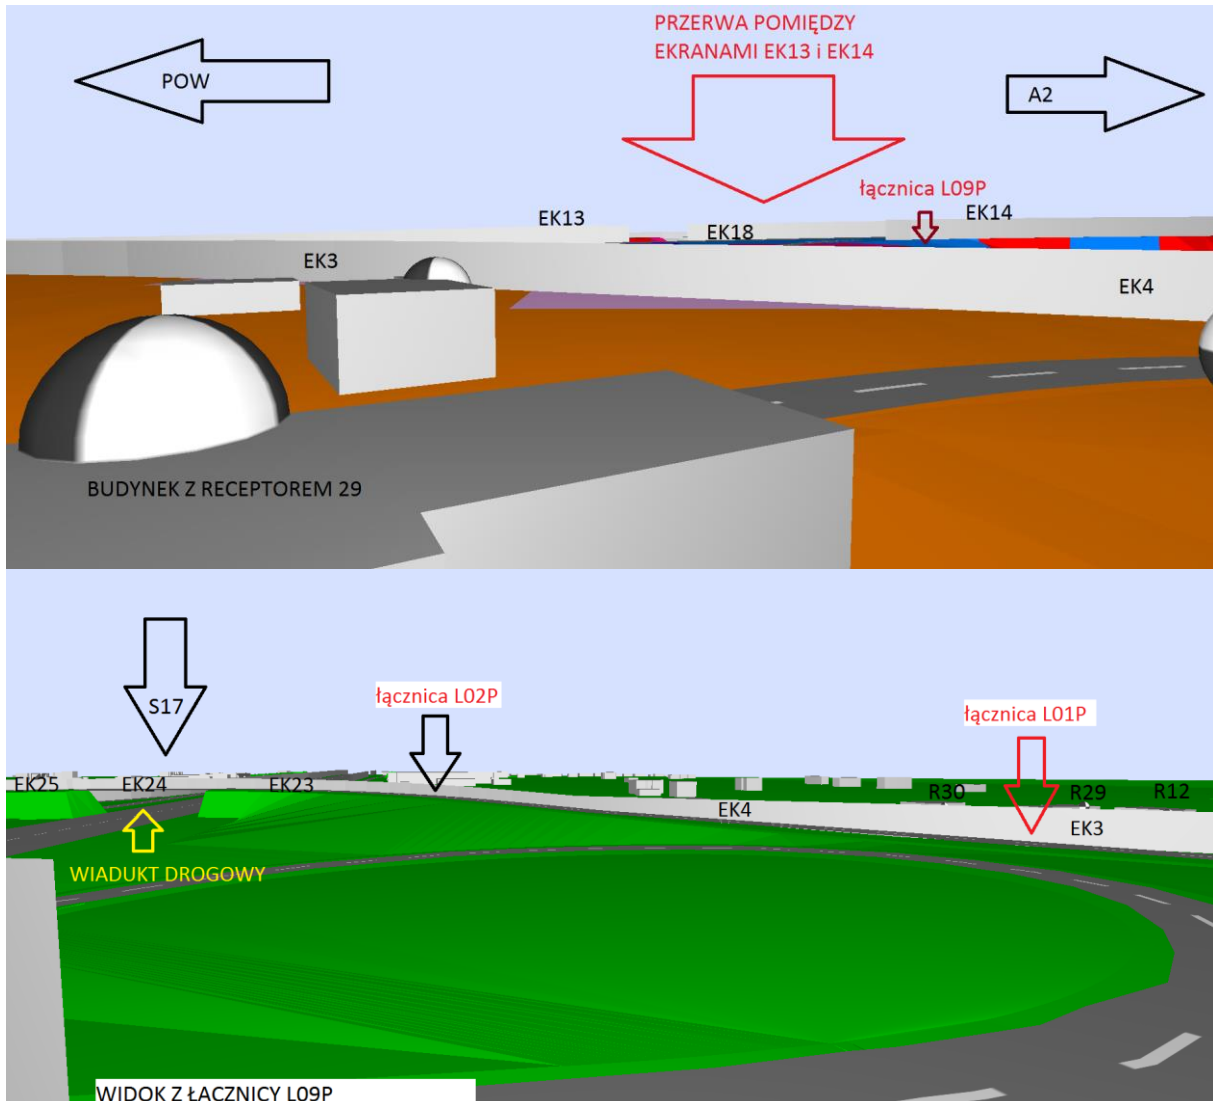 PRZERWA POMIĘDZY
EKRANAMI EK13 i EK14
POW
A2
łącznica L09P
EK13
EK18
EK14
EK3
EK4
BUDYNEK Z RECEPTOREM 29
S17
łącznica L02P
łącznica L01P
EK25
EK24
EK23
R30
R29
R12
EK4
EK3
WIADUKT DROGOWY
WIDOK Z ŁACZNICY L09P